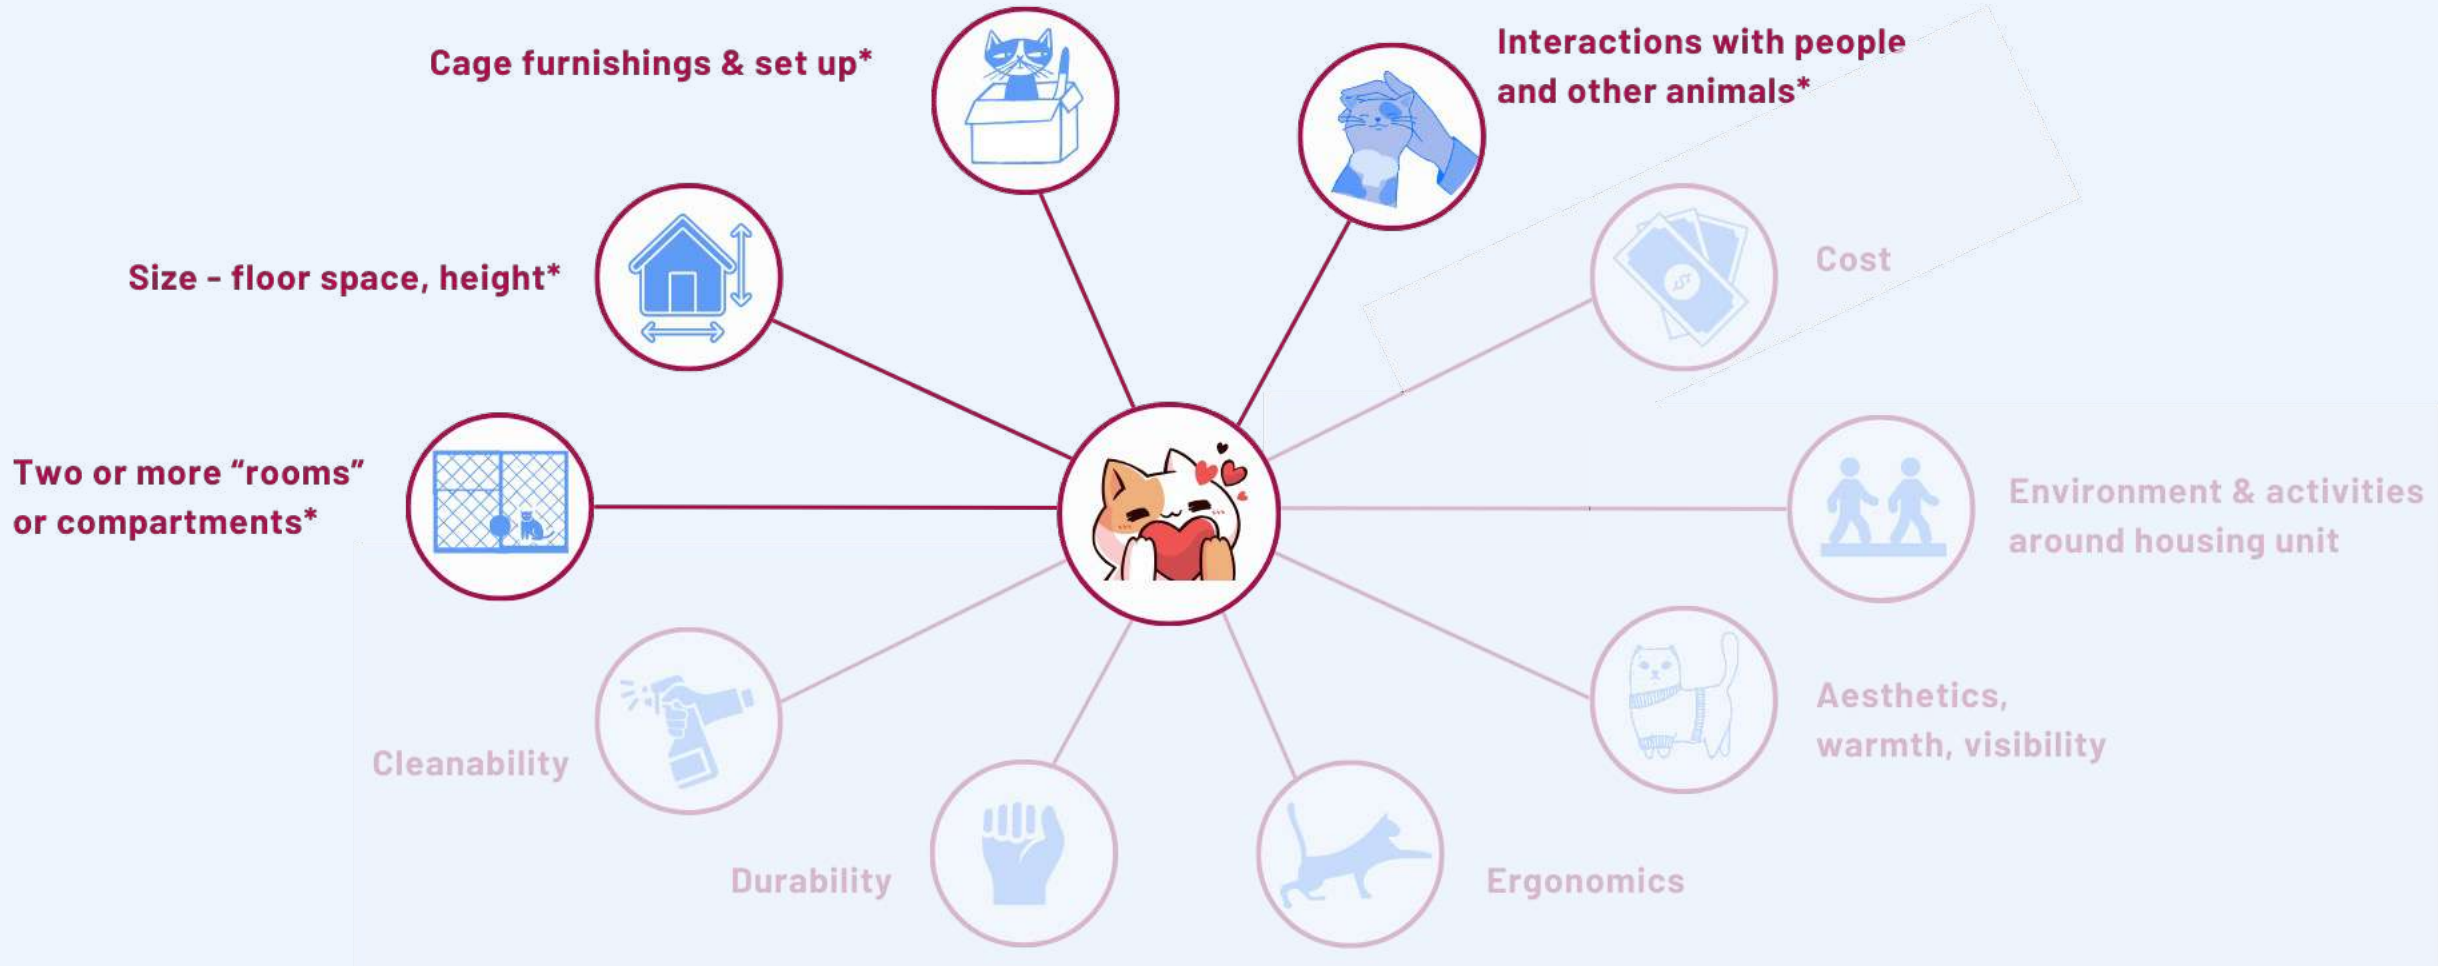 Cage furnishings & set up*
Interactions with people
and other animals*
Size - floor space, height*
Cost
Two or more “rooms”
or compartments*
Environment & activities
around housing unit
Aesthetics,
warmth, visibility
Cleanability
Durability
Ergonomics